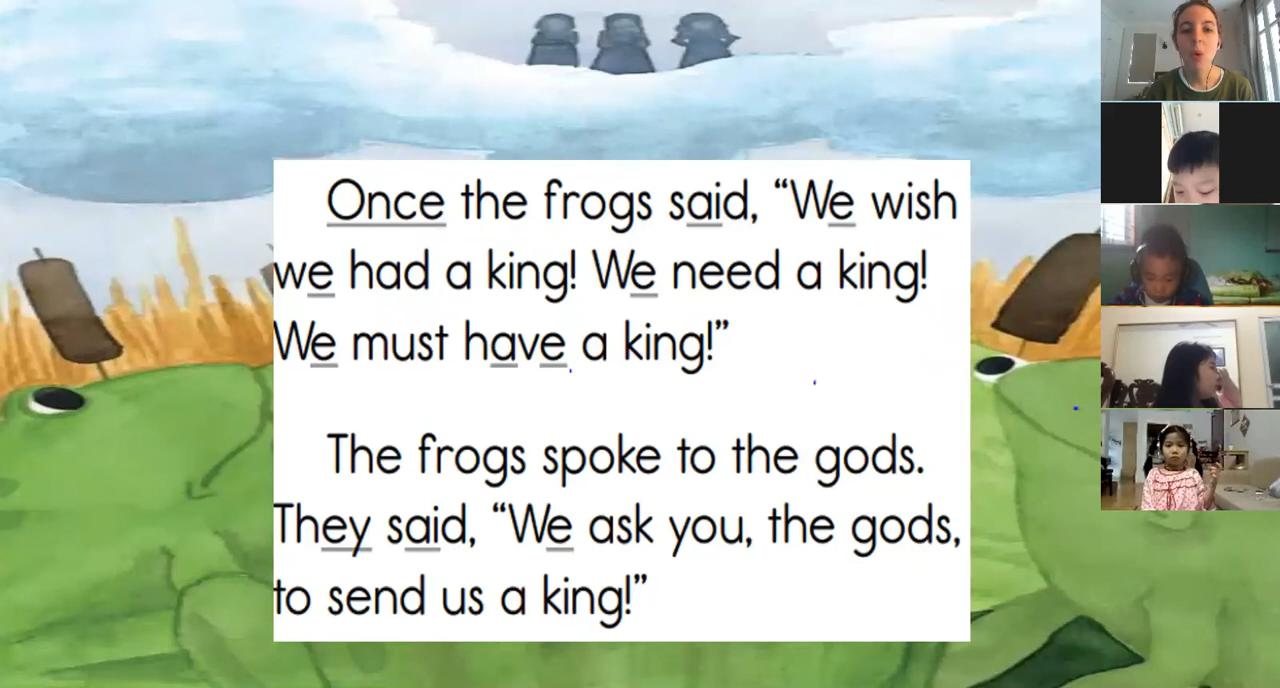 Once the frogs said, “We wish
we had a king! We need a king!
We must have a king!”
The frogs spoke to the gods.
They said, “We ask you, the gods,
to send us a king!”